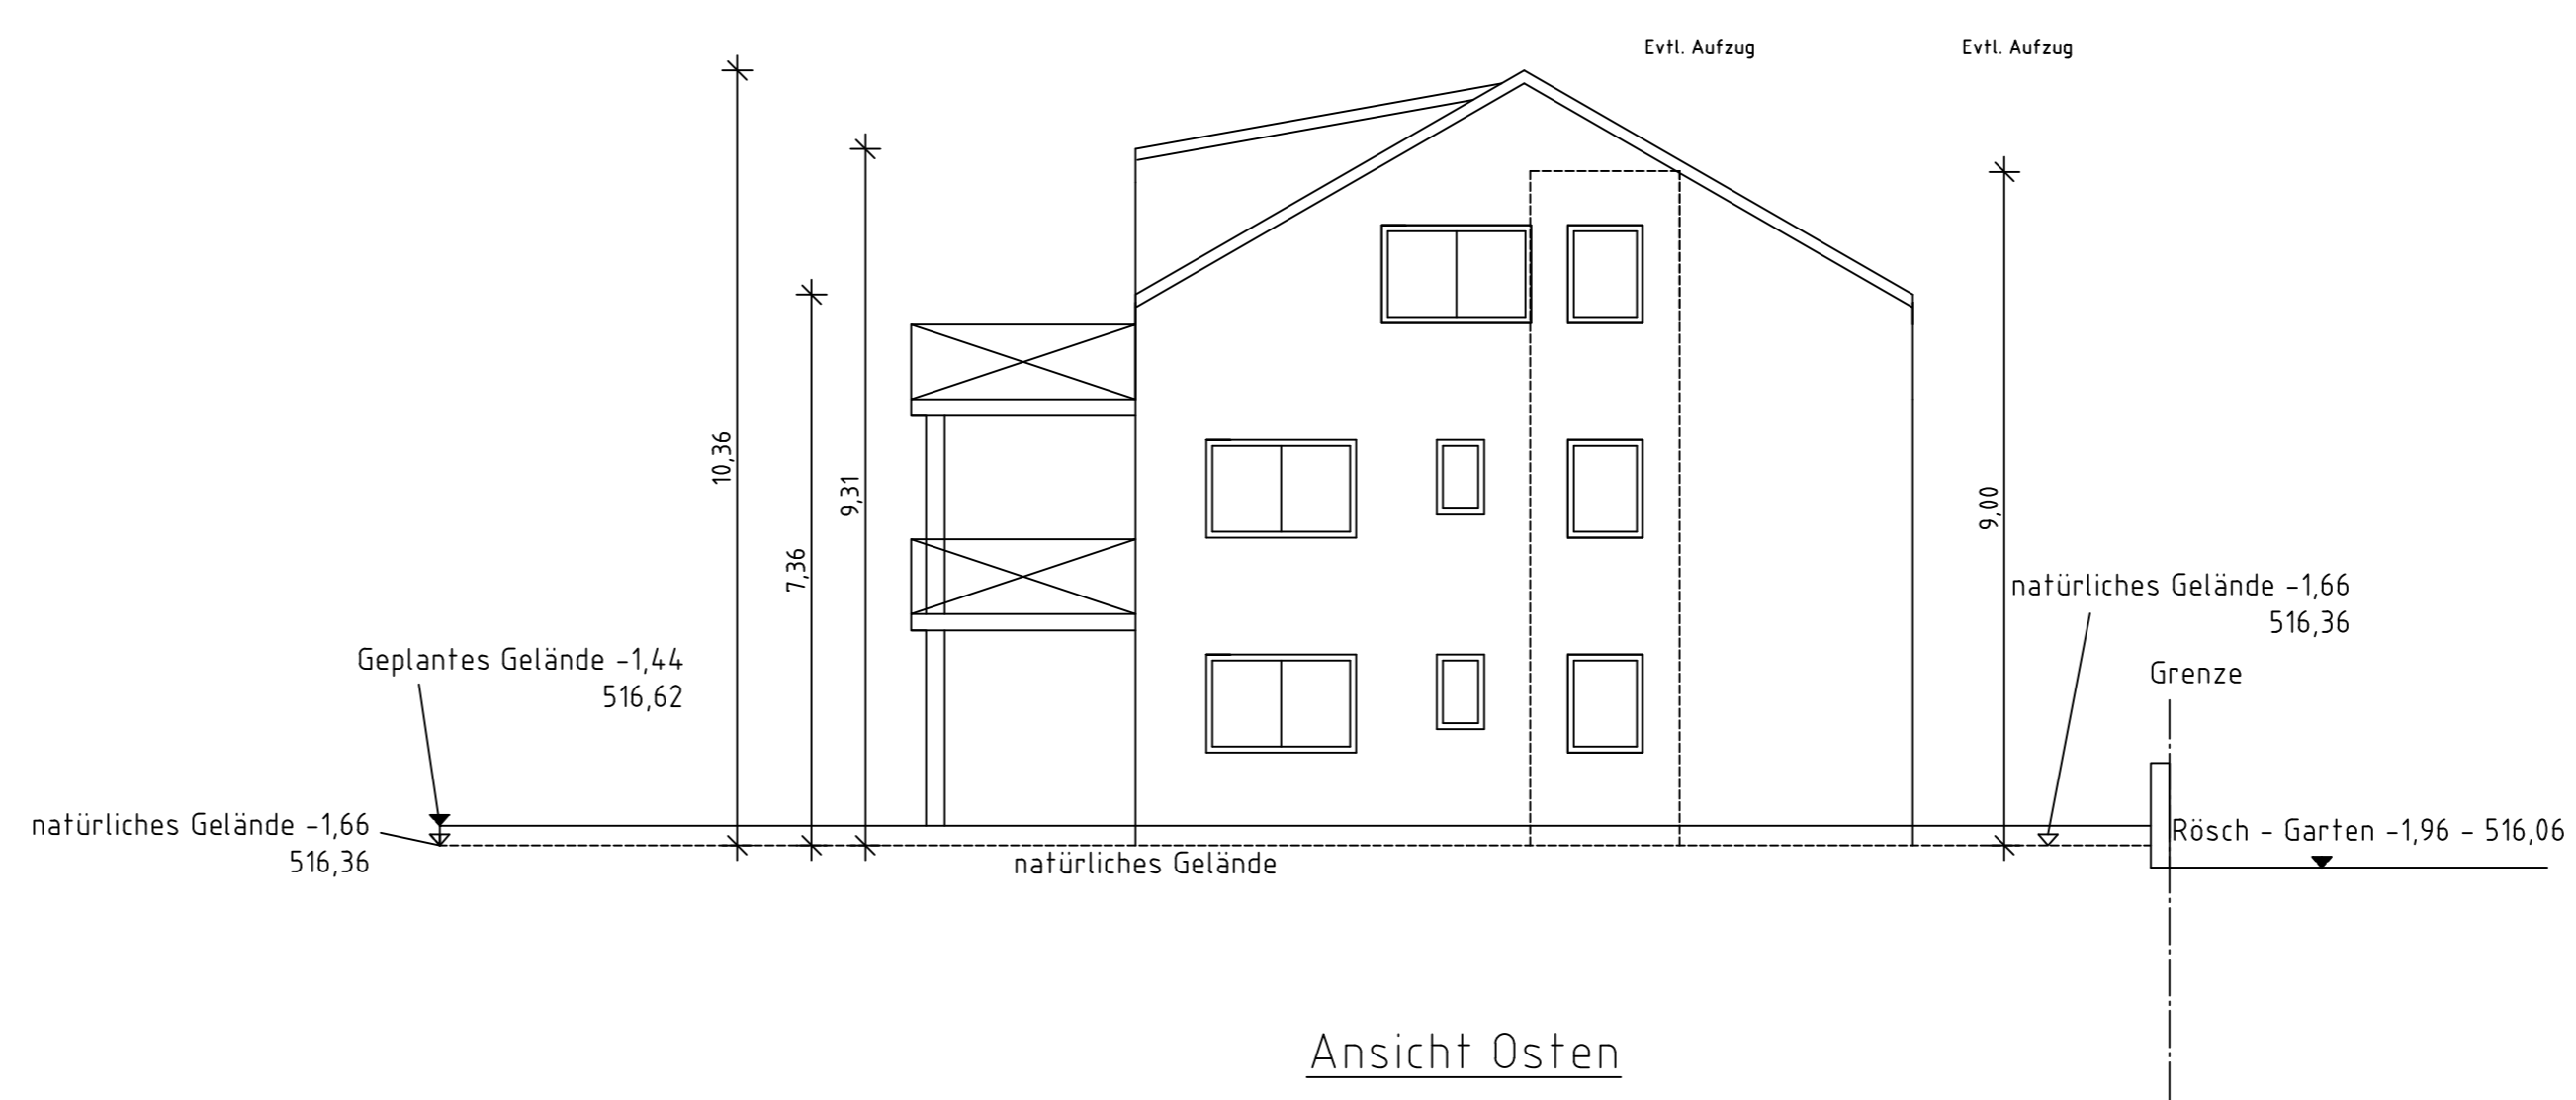 Evtl. Aufzug
Evtl. Aufzug
10,36
9,31
7,36
9,00
natürliches Gelände -1,66
516,36
Geplantes Gelände -1,44
516,62
Grenze
natürliches Gelände -1,66
516,36
Rösch - Garten -1,96 - 516,06
natürliches Gelände
Ansicht Osten